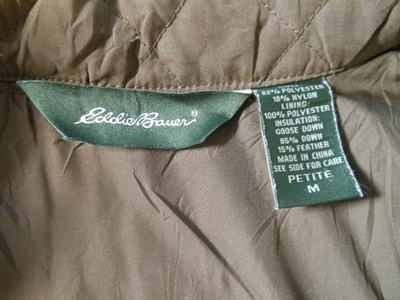 Eddie Bauer®
82% POLYESTER
18% NYLON
LINING:
100% POLYESTER
INSULATION:
GOOSE DOWN
85% DOWN
15% FEATHER
MADE IN CHINA
SEE SIDE FOR CARE
PETITE
M